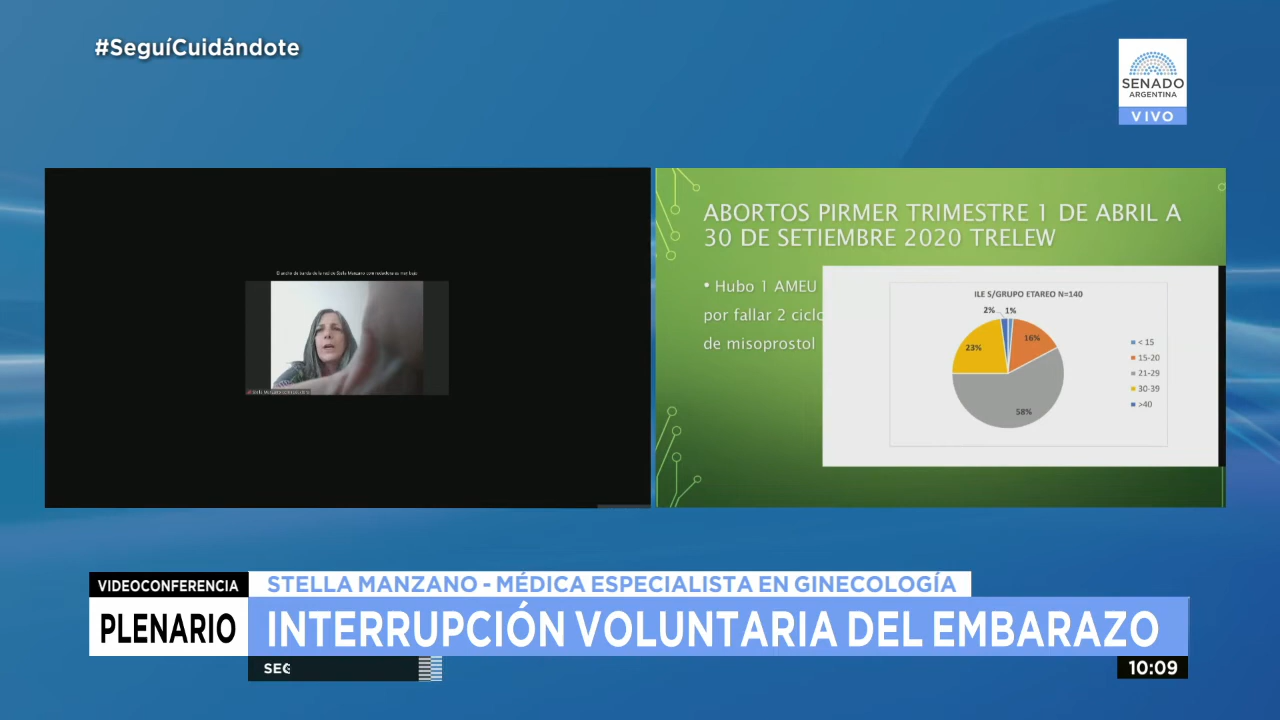 #SeguíCuidándote
SENADO
ARGENTINA
VIVO
ABORTOS PIRMER TRIMESTRE 1 DE ABRIL A
30 DE SETIEMBRE 2020 TRELEW
• Hubo 1 AMEU
por fallar 2 ciclo
de misoprostol
ILE S/GRUPO ETAREO N=140
2%
1%
16%
23%
58%
< 15
15-20
21-29
30-39
>40
VIDEOCONFERENCIA
STELLA MANZANO - MÉDICA ESPECIALISTA EN GINECOLOGÍA
PLENARIO
INTERRUPCIÓN VOLUNTARIA DEL EMBARAZO
SEG
10:09